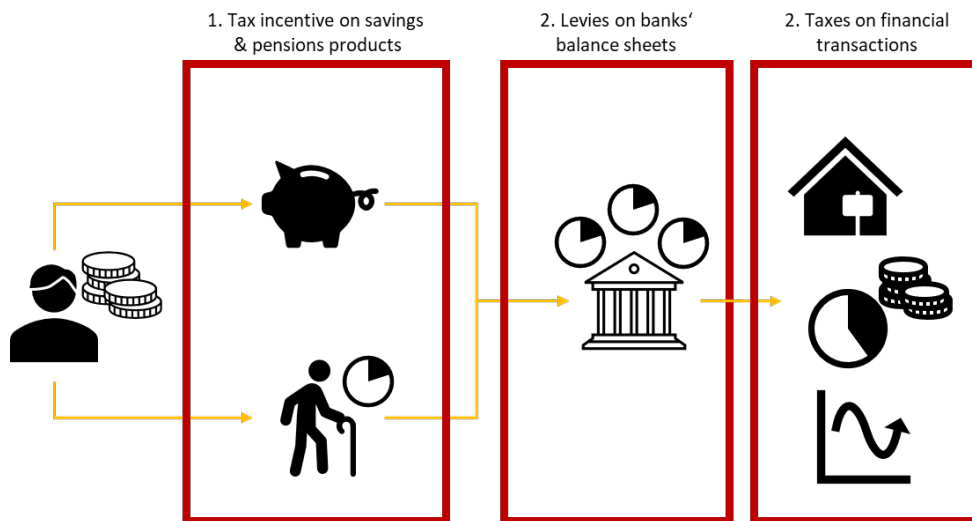 1. Tax incentive on savings
& pensions products
2. Levies on banks‘
balance sheets
2. Taxes on financial
transactions